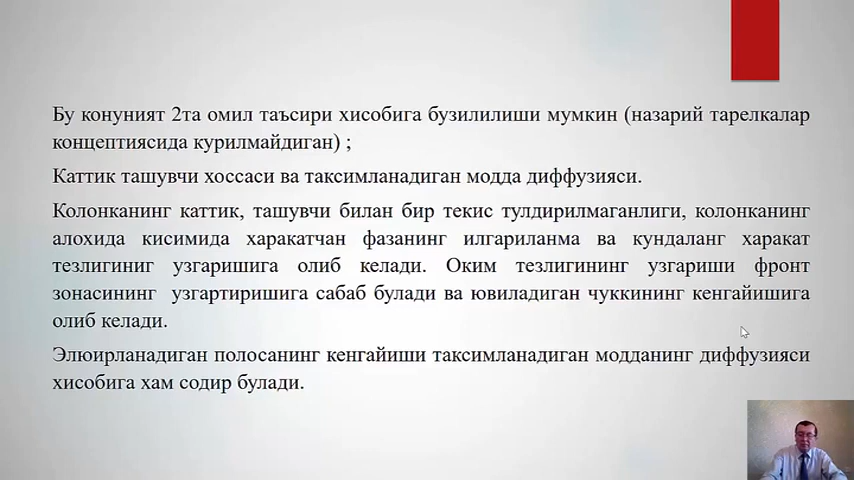 Бу конуният 2та омил таъсири хисобига бузилилиши мумкин (назарий тарелкалар
концептиясида курилмайдиган) ;
Каттик ташувчи хоссаси ва таксимланадиган модда диффузияси.
Колонканинг каттик, ташувчи билан бир текис тулдирилмаганлиги, колонканинг
алохида кисимида харакатчан фазанинг илгариланма ва кундаланг харакат
тезлигиниг узгаришига олиб келади. Оким тезлигининг узгариши фронт
зонасининг узгартиришига сабаб булади ва ювиладиган чуккининг кенгайишига
олиб келади.
Элюирланадиган полосанинг кенгайиши таксимланадиган модданинг диффузияси
хисобига хам содир булади.